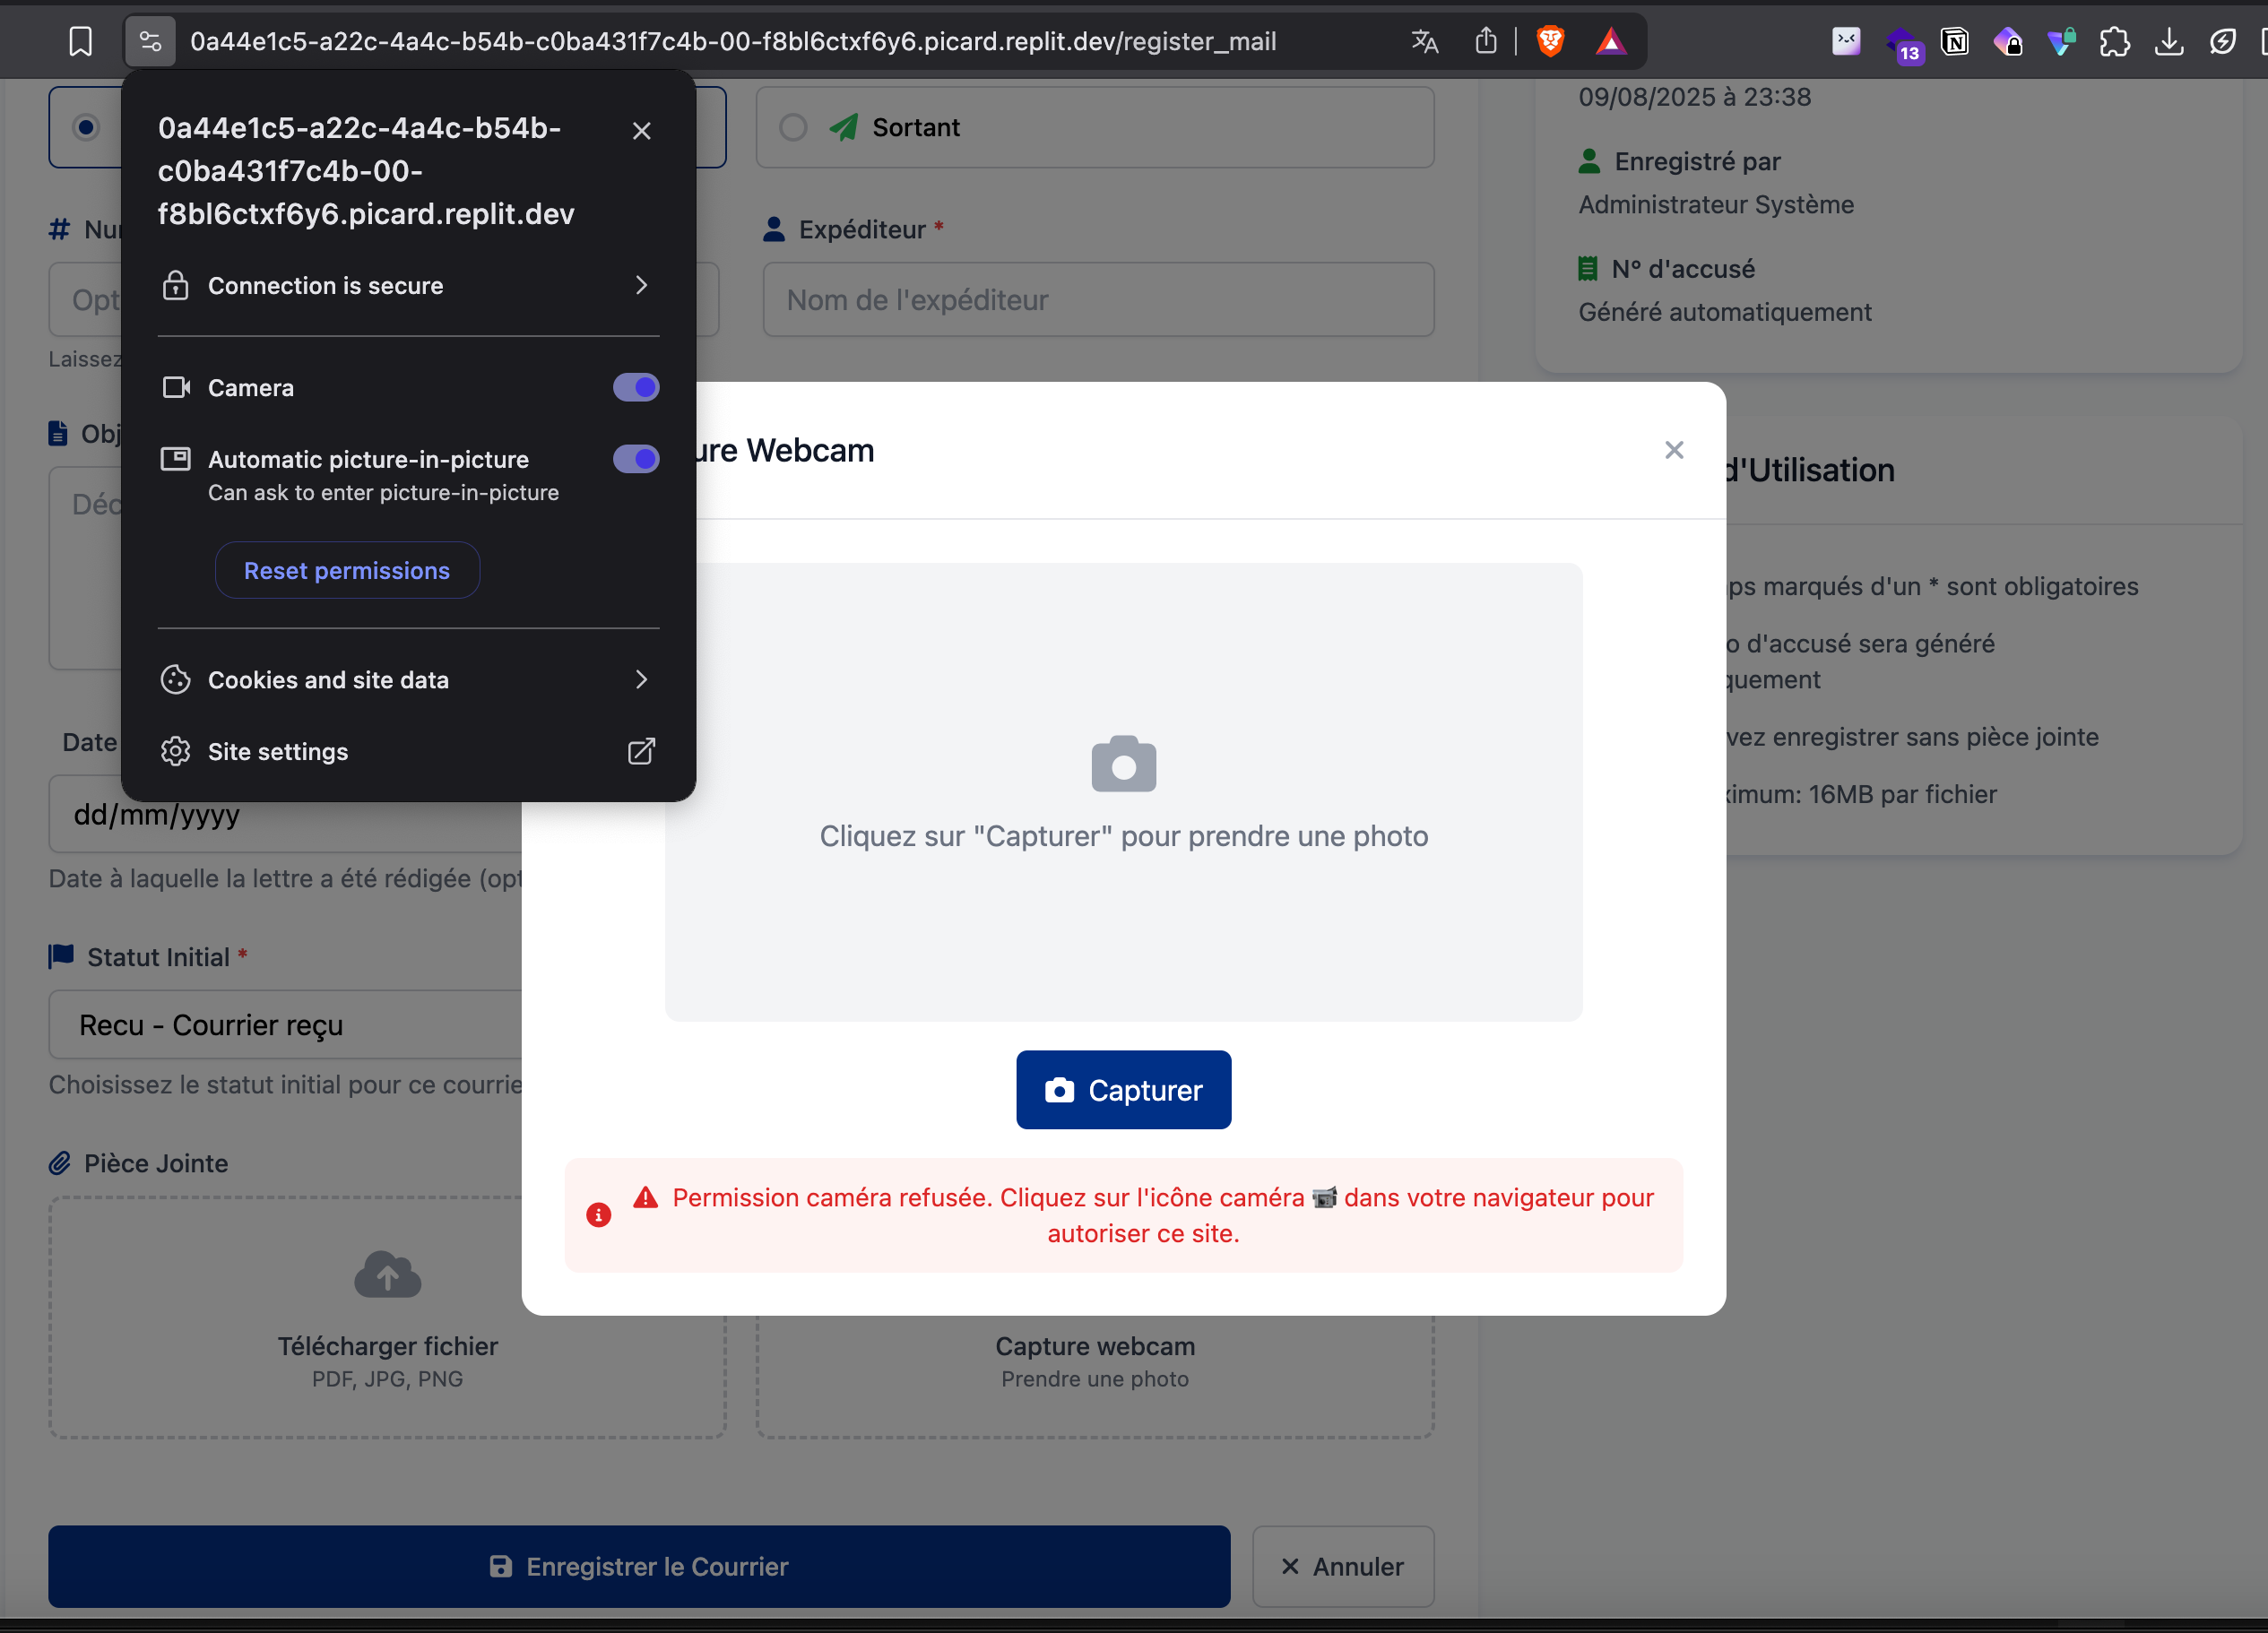 0a44e1c5-a22c-4a4c-b54b-c0ba431f7c4b-00-f8bl6ctxf6y6.picard.replit.dev/register_mail
13
0a44e1c5-a22c-4a4c-b54b-
c0ba431f7c4b-00-
f8bl6ctxf6y6.picard.replit.dev
Connection is secure
Camera
Automatic picture-in-picture
Can ask to enter picture-in-picture
Reset permissions
Cookies and site data
Site settings
Sortant
# Nu
Expéditeur *
Opt
Nom de l'expéditeur
Laissez
Obj
Déc
Date
dd/mm/yyyy
Date à laquelle la lettre a été rédigée (opt
Statut Initial *
Recu - Courrier reçu
Choisissez le statut initial pour ce courrie
Pièce Jointe
Télécharger fichier
PDF, JPG, PNG
Capture webcam
Prendre une photo
Enregistrer le Courrier
Annuler
ure Webcam
Cliquez sur "Capturer" pour prendre une photo
Capturer
Permission caméra refusée. Cliquez sur l'icône caméra 📹 dans votre navigateur pour
autoriser ce site.
09/08/2025 à 23:38
Enregistré par
Administrateur Système
N° d'accusé
Généré automatiquement
d'Utilisation
ps marqués d'un * sont obligatoires
o d'accusé sera généré
quement
vez enregistrer sans pièce jointe
ximum: 16MB par fichier